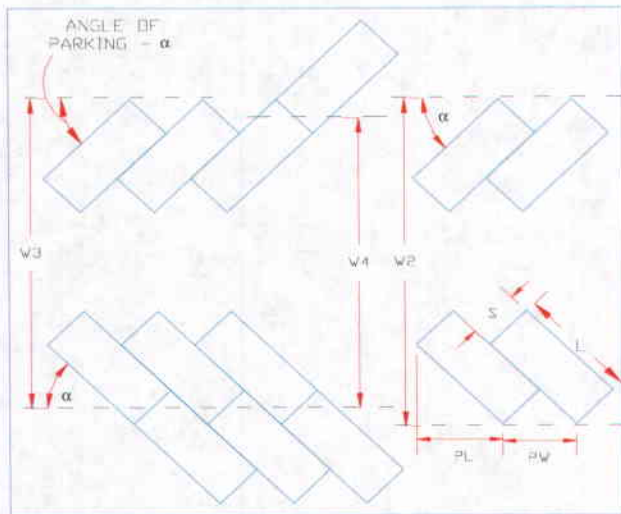 ANGLE OF
PARKING - α
α
W3
W4
W2
S
L
α
PL
PW